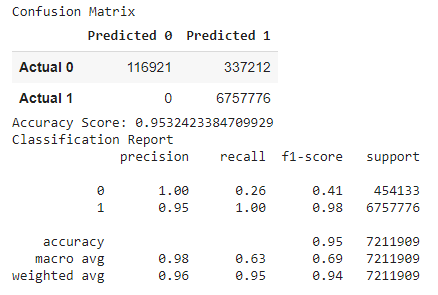 Confusion Matrix
Predicted 0 Predicted 1
Actual 0 116921 337212
Actual 1 0 6757776
Accuracy Score: 0.9532423384709929
Classification Report
precision recall f1-score support
0 1.00 0.26 0.41 454133
1 0.95 1.00 0.98 6757776
accuracy 0.95 7211909
macro avg 0.98 0.63 0.69 7211909
weighted avg 0.96 0.95 0.94 7211909